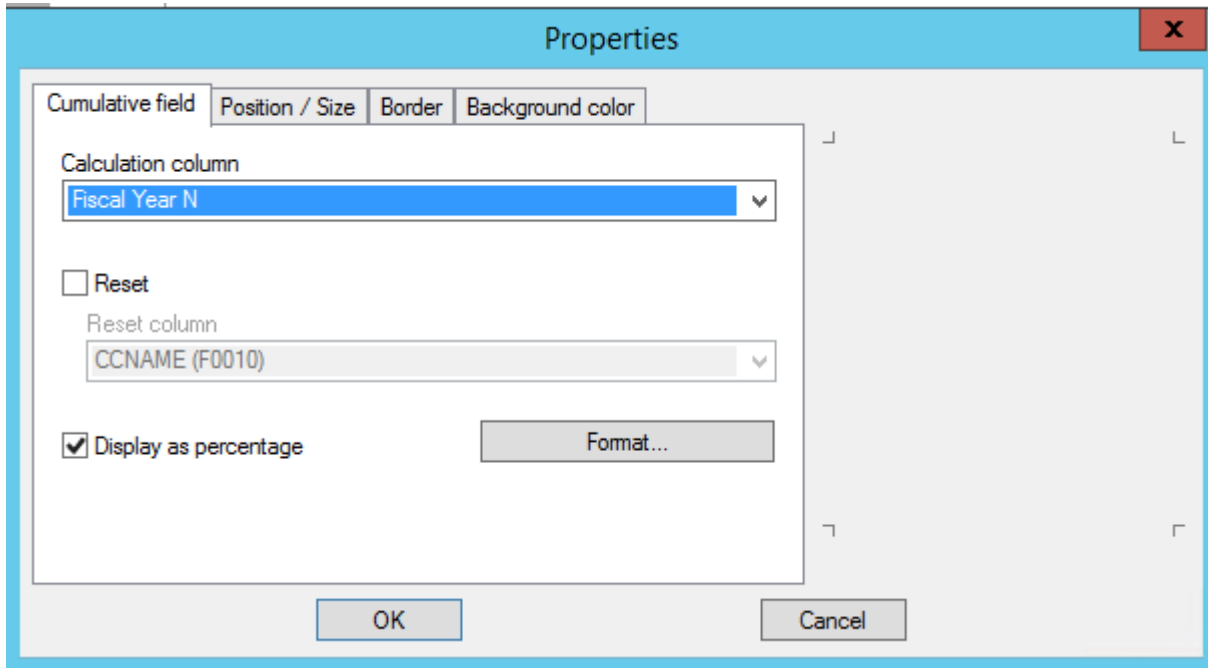 Properties
x
Cumulative field Position / Size Border Background color
Calculation column
Fiscal Year N
Reset
Reset column
CCNAME (F0010)
Display as percentage Format...
OK Cancel